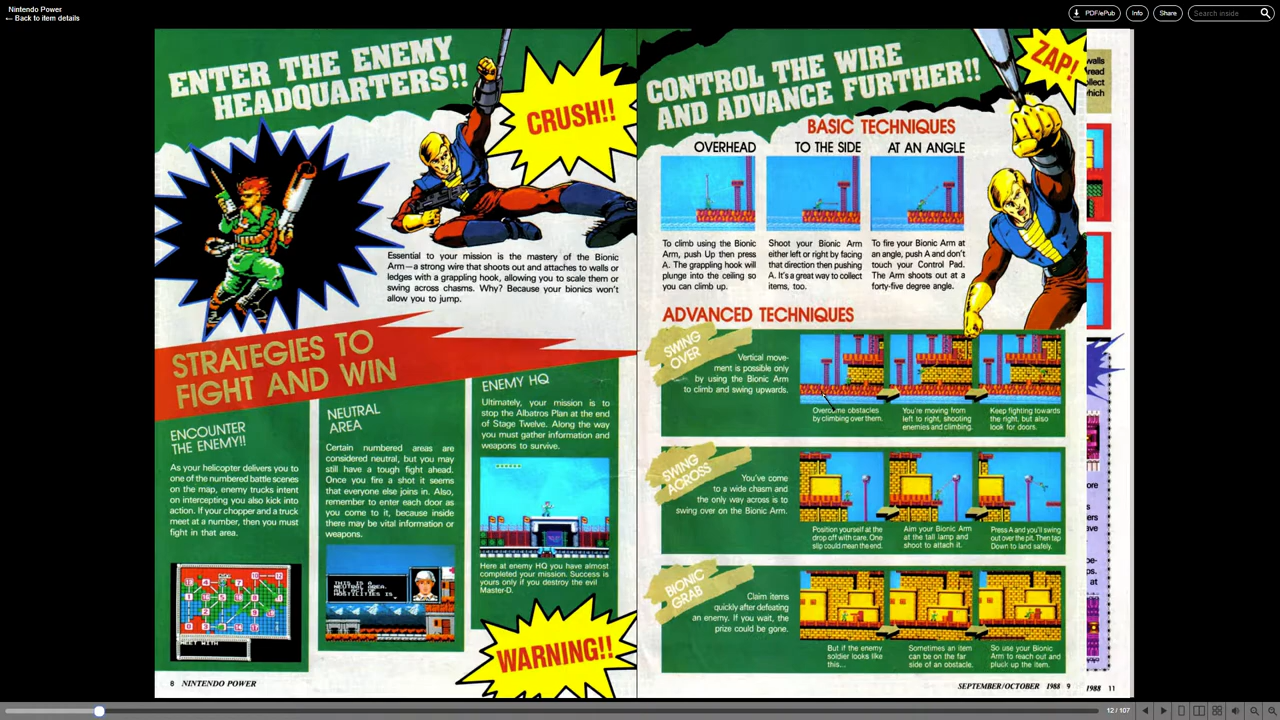 Nintendo Power
← Back to item details
PDF/ePub
Info
Share
Search inside
ENTER THE ENEMY
HEADQUARTERS!!
CRUSH!!
Essential to your mission is the mastery of the Bionic
Arm—a strong wire that shoots out and attaches to walls or
ledges with a grappling hook, allowing you to scale them or
swing across chasms. Why? Because your bionics won't
allow you to jump.
STRATEGIES TO
FIGHT AND WIN
ENCOUNTER
THE ENEMY!!
As your helicopter delivers you to
one of the numbered battle scenes
on the map, enemy trucks intent
on intercepting you also kick into
action. If your chopper and a truck
meet at a number, then you must
fight in that area.
MEET WITH
NEUTRAL
AREA
Certain numbered areas are
considered neutral, but you may
still have a tough fight ahead.
Once you fire a shot it seems
that everyone else joins in. Also,
remember to enter each door as
you come to it, because inside
there may be vital information or
weapons.
THIS IS A
NEUTRAL AREA.
HOSTILITIES IS
ENEMY HQ
Ultimately, your mission is to
stop the Albatros Plan at the end
of Stage Twelve. Along the way
you must gather information and
weapons to survive.
Here at enemy HQ you have almost
completed your mission. Success is
yours only if you destroy the evil
Master-D.
WARNING!!
8 NINTENDO POWER
CONTROL THE WIRE
AND ADVANCE FURTHER!!
ZAP!
BASIC TECHNIQUES
OVERHEAD
To climb using the Bionic
Arm, push Up then press
A. The grappling hook will
plunge into the ceiling so
you can climb up.
TO THE SIDE
Shoot your Bionic Arm
either left or right by facing
that direction then pushing
A. It's a great way to collect
items, too.
AT AN ANGLE
To fire your Bionic Arm at
an angle, push A and don't
touch your Control Pad.
The Arm shoots out at a
forty-five degree angle.
ADVANCED TECHNIQUES
SWING
OVER
Vertical move-
ment is possible only
by using the Bionic Arm
to climb and swing upwards.
Overcome obstacles
by climbing over them.
You're moving from
left to right, shooting
enemies and climbing.
Keep fighting towards
the right, but also
look for doors.
SWING
ACROSS
You've come
to a wide chasm and
the only way across is to
swing over on the Bionic Arm.
Position yourself at the
drop off with care. One
slip could mean the end.
Aim your Bionic Arm
at the tall lamp and
shoot to attach it.
Press A and you'll swing
out over the pit. Then tap
Down to land safely.
BIONIC
GRAB
Claim items
quickly after defeating
an enemy. If you wait, the
prize could be gone.
But if the enemy
soldier looks like
this...
Sometimes an item
can be on the far
side of an obstacle.
So use your Bionic
Arm to reach out and
pluck up the item.
SEPTEMBER/OCTOBER 1988 9
1988 11
12 / 107